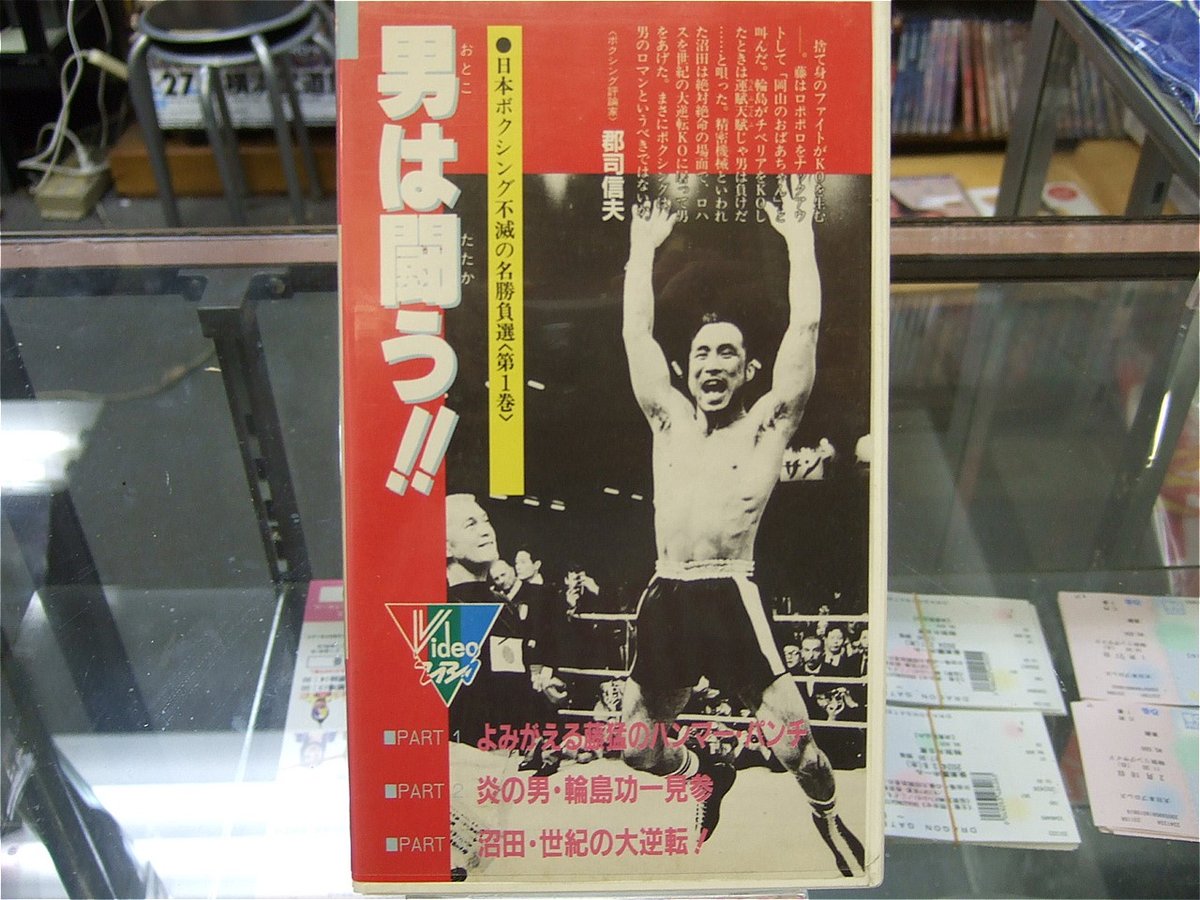 男は闘う!!
おとこ
たたか
●日本ボクシング不滅の名勝負選〈第1巻〉
捨て身のファイトがKOを生む
──。藤はロポポロをノックアウ
トして「岡山のおばあちゃん」と
叫んだ。輪島がチベリアをKOし
たときは運賦天賦じゃ男は負けだ
……と唄った。精密機械といわれ
た沼田は絶対絶命の場面で、ロハ
スを世紀の大逆転KOに葬って男
をあげた。まさにボクシングは、
男のロマンというべきではない
〈ボクシング評論家〉 郡司信夫
サン
Video
■PART 1 よみがえる藤猛のハンマー・パンチ
■PART 2 炎の男・輪島功一見参
■PART 沼田・世紀の大逆転!
27
DRAGON GATE
DRAGON GATE